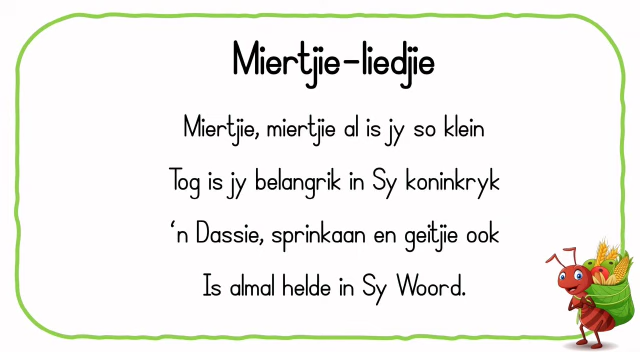 Miertjie-liedjie
Miertjie, miertjie al is jy so klein
Tog is jy belangrik in Sy koninkryk
‘n Dassie, sprinkaan en geitjie ook
Is almal helde in Sy Woord.